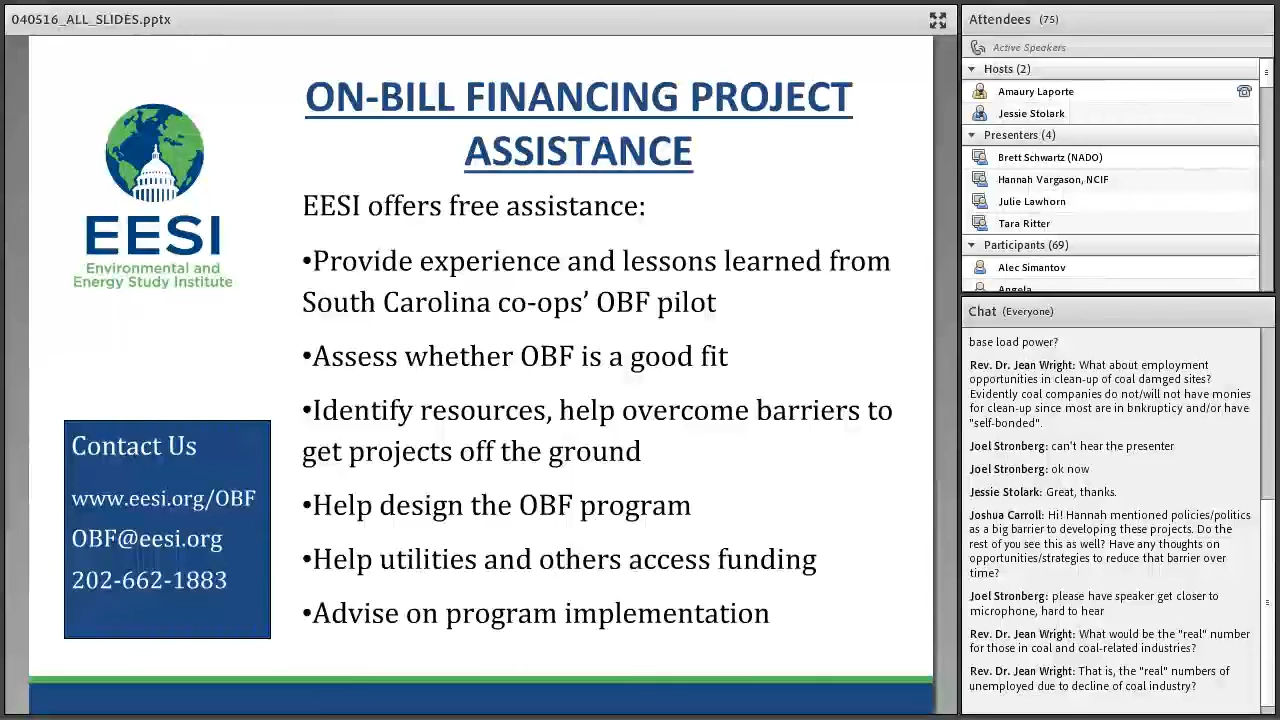 040516_ALL_SLIDES.pptx
ON-BILL FINANCING PROJECT
ASSISTANCE
EESI
Environmental and
Energy Study Institute
EESI offers free assistance:
•Provide experience and lessons learned from
South Carolina co-ops’ OBF pilot
•Assess whether OBF is a good fit
•Identify resources, help overcome barriers to
get projects off the ground
•Help design the OBF program
•Help utilities and others access funding
•Advise on program implementation
Contact Us
www.eesi.org/OBF
OBF@eesi.org
202-662-1883
Attendees (75)
Active Speakers
Hosts (2)
Amaury Laporte
Jessie Stolark
Presenters (4)
Brett Schwartz (NADO)
Hannah Vargason, NCIF
Julie Lawhorn
Tara Ritter
Participants (69)
Alec Simantov
Angela
Chat (Everyone)
base load power?
Rev. Dr. Jean Wright: What about employment
opportunities in clean-up of coal damged sites?
Evidently coal companies do not/will not have monies
for clean-up since most are in bnkruptcy and/or have
"self-bonded".
Joel Stronberg: can't hear the presenter
Joel Stronberg: ok now
Jessie Stolark: Great, thanks.
Joshua Carroll: Hi! Hannah mentioned policies/politics
as a big barrier to developing these projects. Do the
rest of you see this as well? Have any thoughts on
opportunities/strategies to reduce that barrier over
time?
Joel Stronberg: please have speaker get closer to
microphone, hard to hear
Rev. Dr. Jean Wright: What would be the "real" number
for those in coal and coal-related industries?
Rev. Dr. Jean Wright: That is, the "real" numbers of
unemployed due to decline of coal industry?